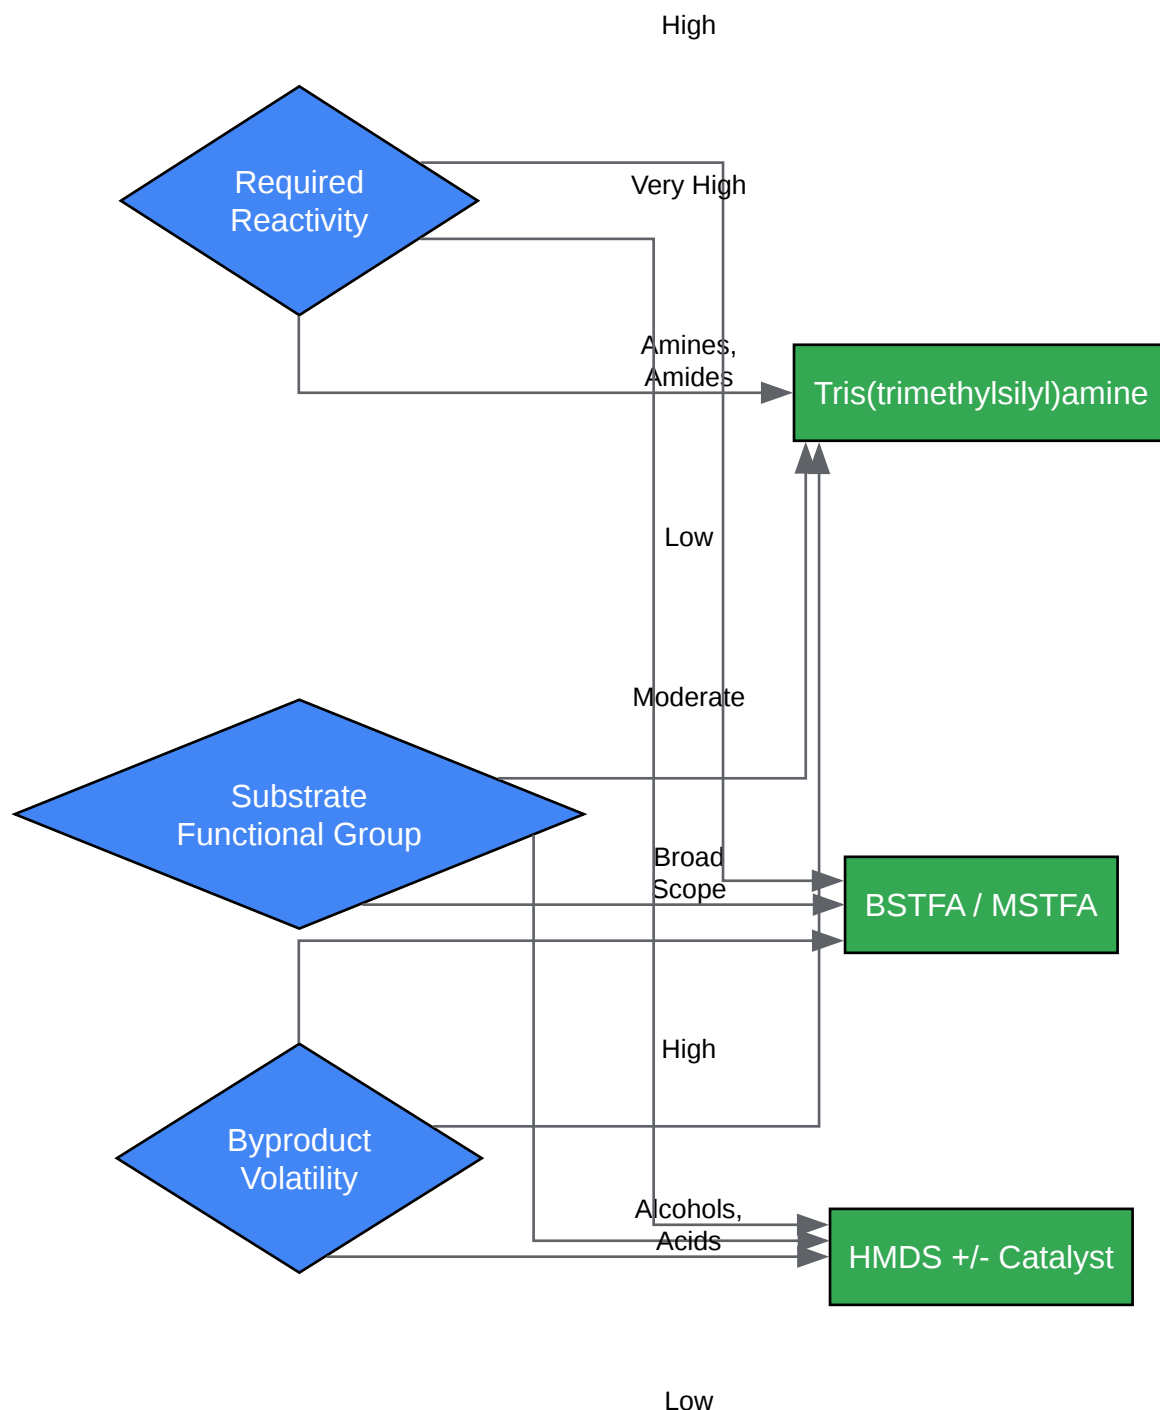 High
Required
Reactivity
Very High
Amines,
Amides
Tris(trimethylsilyl)amine
Low
Moderate
Substrate
Functional Group
Broad
Scope
BSTFA / MSTFA
High
Byproduct
Volatility
Alcohols,
Acids
HMDS +/- Catalyst
Low